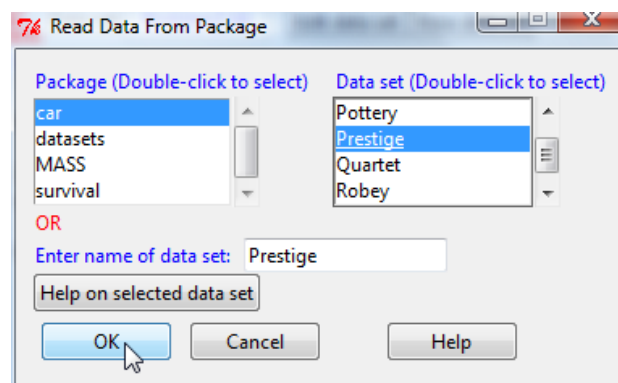 Read Data From Package
Package (Double-click to select)
car
datasets
MASS
survival
Data set (Double-click to select)
Pottery
Prestige
Quartet
Robey
OR
Enter name of data set: Prestige
Help on selected data set
OK Cancel Help